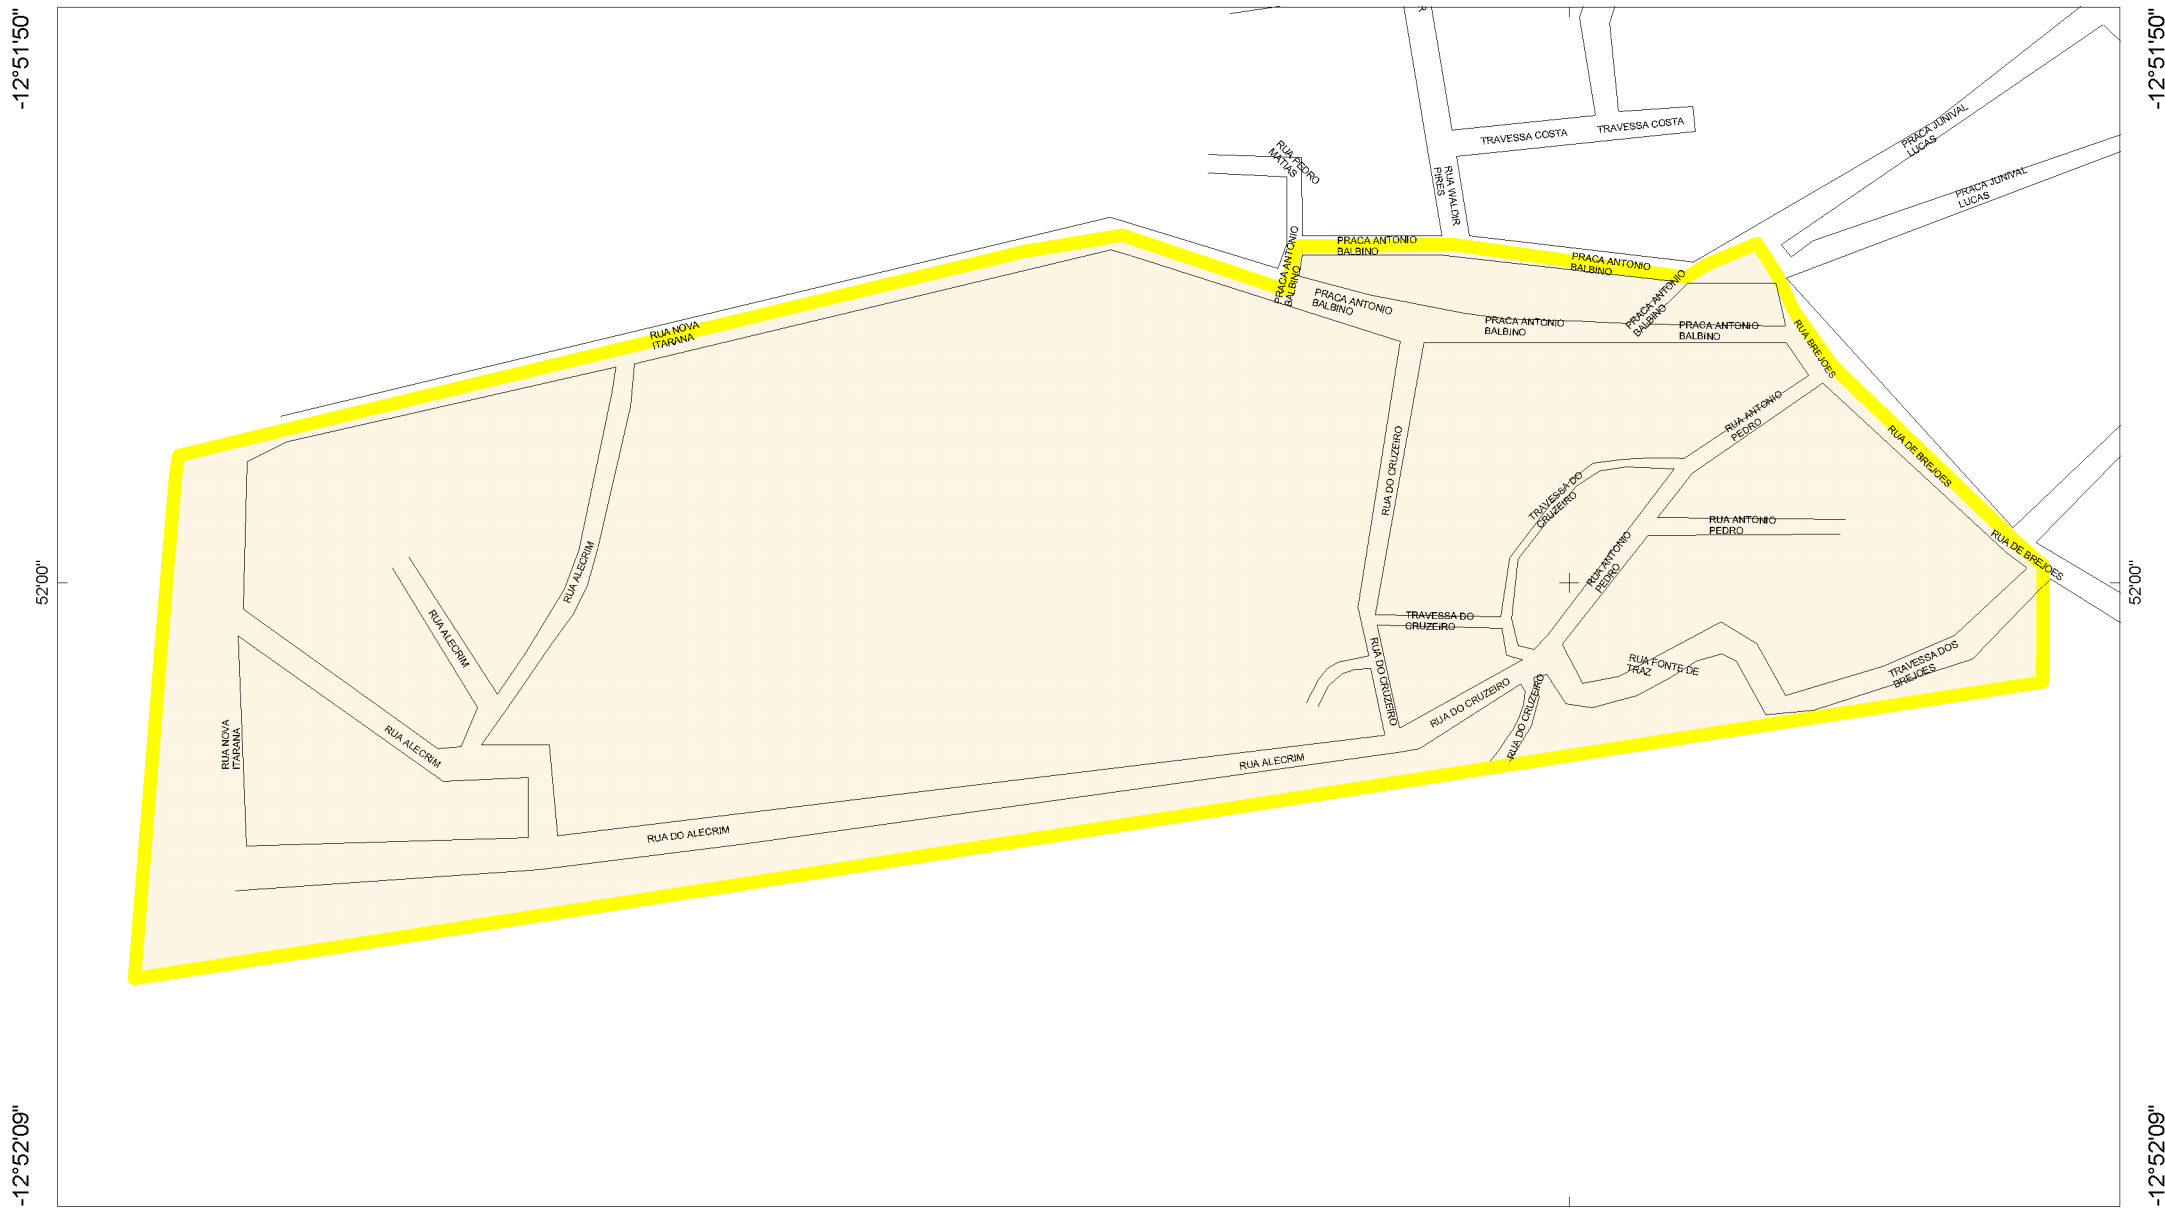 -12°51'50"
-12°51'50"
R
TRAVESSA COSTA
TRAVESSA COSTA
PRACA JUNIVAL
LUCAS
RUA PEDRO
MATIAS
RUA WALDIR
PIRES
PRACA JUNIVAL
LUCAS
PRACA ANTONIO
BALBINO
PRACA ANTONIO
BALBINO
PRACA ANTONIO
BALBINO
PRACA ANTONIO
BALBINO
PRACA ANTONIO
BALBINO
PRACA ANTONIO
BALBINO
PRACA ANTONIO
BALBINO
RUA NOVA
ITARANA
RUA BREJOES
RUA ANTONIO
PEDRO
RUA DO CRUZEIRO
RUA DE BREJOES
TRAVESSA DO
CRUZEIRO
RUA ANTONIO
PEDRO
RUA ANTONIO
PEDRO
RUA DE BREJOES
52'00"
52'00"
RUA ALECRIM
RUA ALECRIM
TRAVESSA DO
CRUZEIRO
RUA DO CRUZEIRO
RUA FONTE DE
TRAZ
TRAVESSA DOS
BREJOES
RUA DO CRUZEIRO
RUA DO CRUZEIRO
RUA NOVA
ITARANA
RUA ALECRIM
RUA ALECRIM
RUA DO ALECRIM
-12°52'09"
-12°52'09"